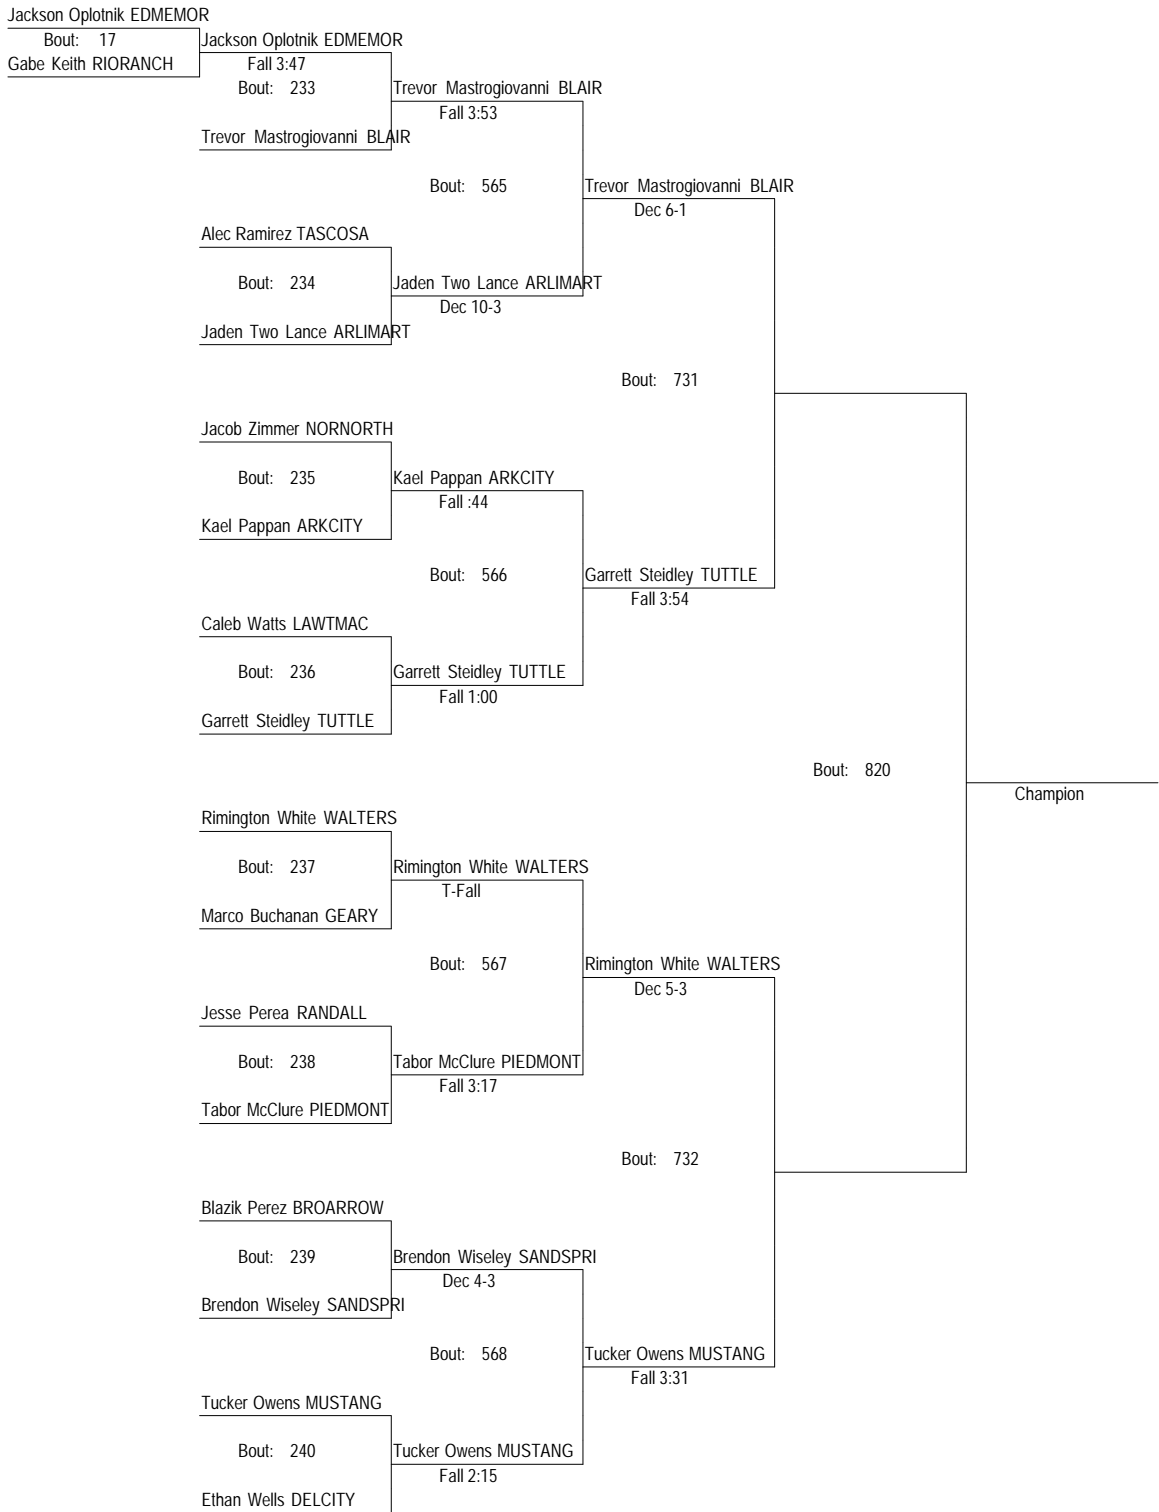 Jackson Oplotnik EDMEMOR
Bout: 17
Jackson Oplotnik EDMEMOR
Gabe Keith RIORANCH
Fall 3:47
Bout: 233
Trevor Mastrogiovanni BLAIR
Fall 3:53
Trevor Mastrogiovanni BLAIR
Bout: 565
Trevor Mastrogiovanni BLAIR
Dec 6-1
Alec Ramirez TASCOSA
Bout: 234
Jaden Two Lance ARLIMART
Dec 10-3
Jaden Two Lance ARLIMART
Bout: 731
Jacob Zimmer NORNORTH
Bout: 235
Kael Pappan ARKCITY
Fall :44
Kael Pappan ARKCITY
Bout: 566
Garrett Steidley TUTTLE
Fall 3:54
Caleb Watts LAWTMAC
Bout: 236
Garrett Steidley TUTTLE
Fall 1:00
Garrett Steidley TUTTLE
Bout: 820
Champion
Rimington White WALTERS
Bout: 237
Rimington White WALTERS
T-Fall
Marco Buchanan GEARY
Bout: 567
Rimington White WALTERS
Dec 5-3
Jesse Perea RANDALL
Bout: 238
Tabor McClure PIEDMONT
Fall 3:17
Tabor McClure PIEDMONT
Bout: 732
Blazik Perez BROARROW
Bout: 239
Brendon Wiseley SANDSPRI
Dec 4-3
Brendon Wiseley SANDSPRI
Bout: 568
Tucker Owens MUSTANG
Fall 3:31
Tucker Owens MUSTANG
Bout: 240
Tucker Owens MUSTANG
Fall 2:15
Ethan Wells DELCITY